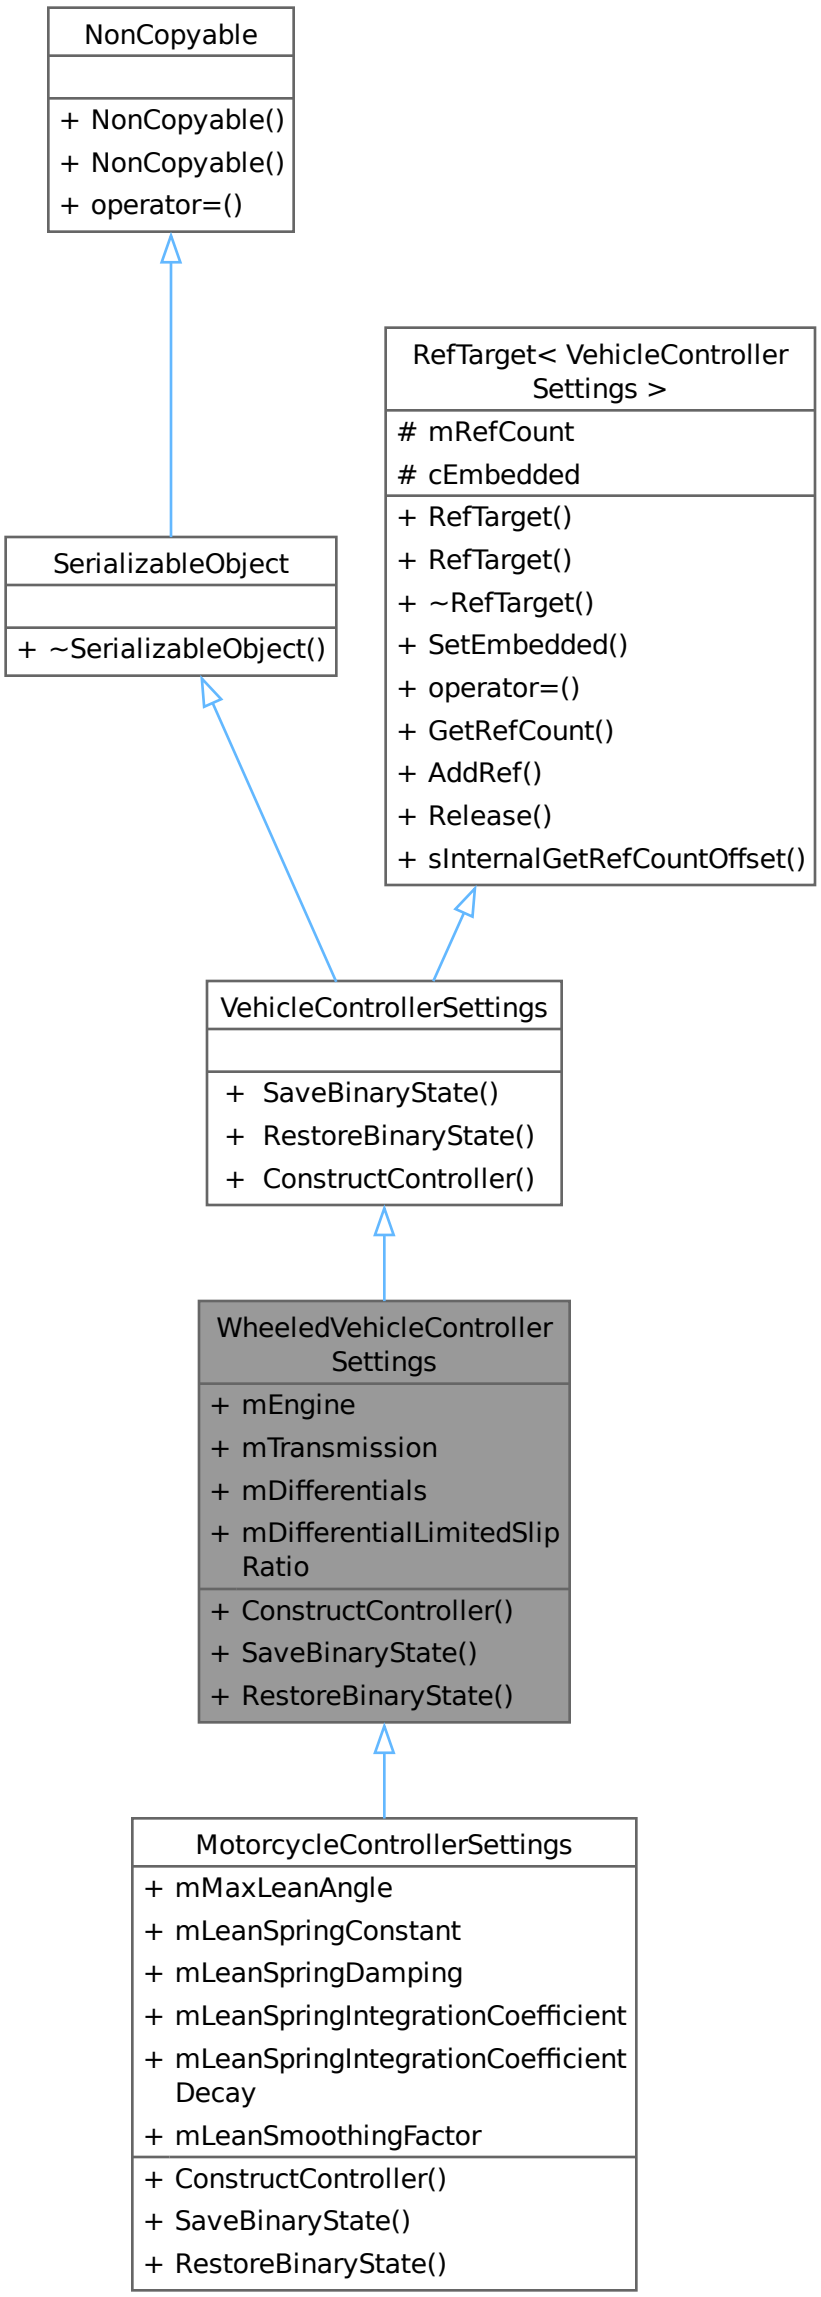 NonCopyable
+ NonCopyable()
+ NonCopyable()
+ operator=()
RefTarget< VehicleController
Settings >
# mRefCount
# cEmbedded
+ RefTarget()
+ RefTarget()
+ ~RefTarget()
+ SetEmbedded()
+ operator=()
+ GetRefCount()
+ AddRef()
+ Release()
+ sInternalGetRefCountOffset()
SerializableObject
+ ~SerializableObject()
VehicleControllerSettings
+ SaveBinaryState()
+ RestoreBinaryState()
+ ConstructController()
WheeledVehicleController
Settings
+ mEngine
+ mTransmission
+ mDifferentials
+ mDifferentialLimitedSlip
Ratio
+ ConstructController()
+ SaveBinaryState()
+ RestoreBinaryState()
MotorcycleControllerSettings
+ mMaxLeanAngle
+ mLeanSpringConstant
+ mLeanSpringDamping
+ mLeanSpringIntegrationCoefficient
+ mLeanSpringIntegrationCoefficient
Decay
+ mLeanSmoothingFactor
+ ConstructController()
+ SaveBinaryState()
+ RestoreBinaryState()